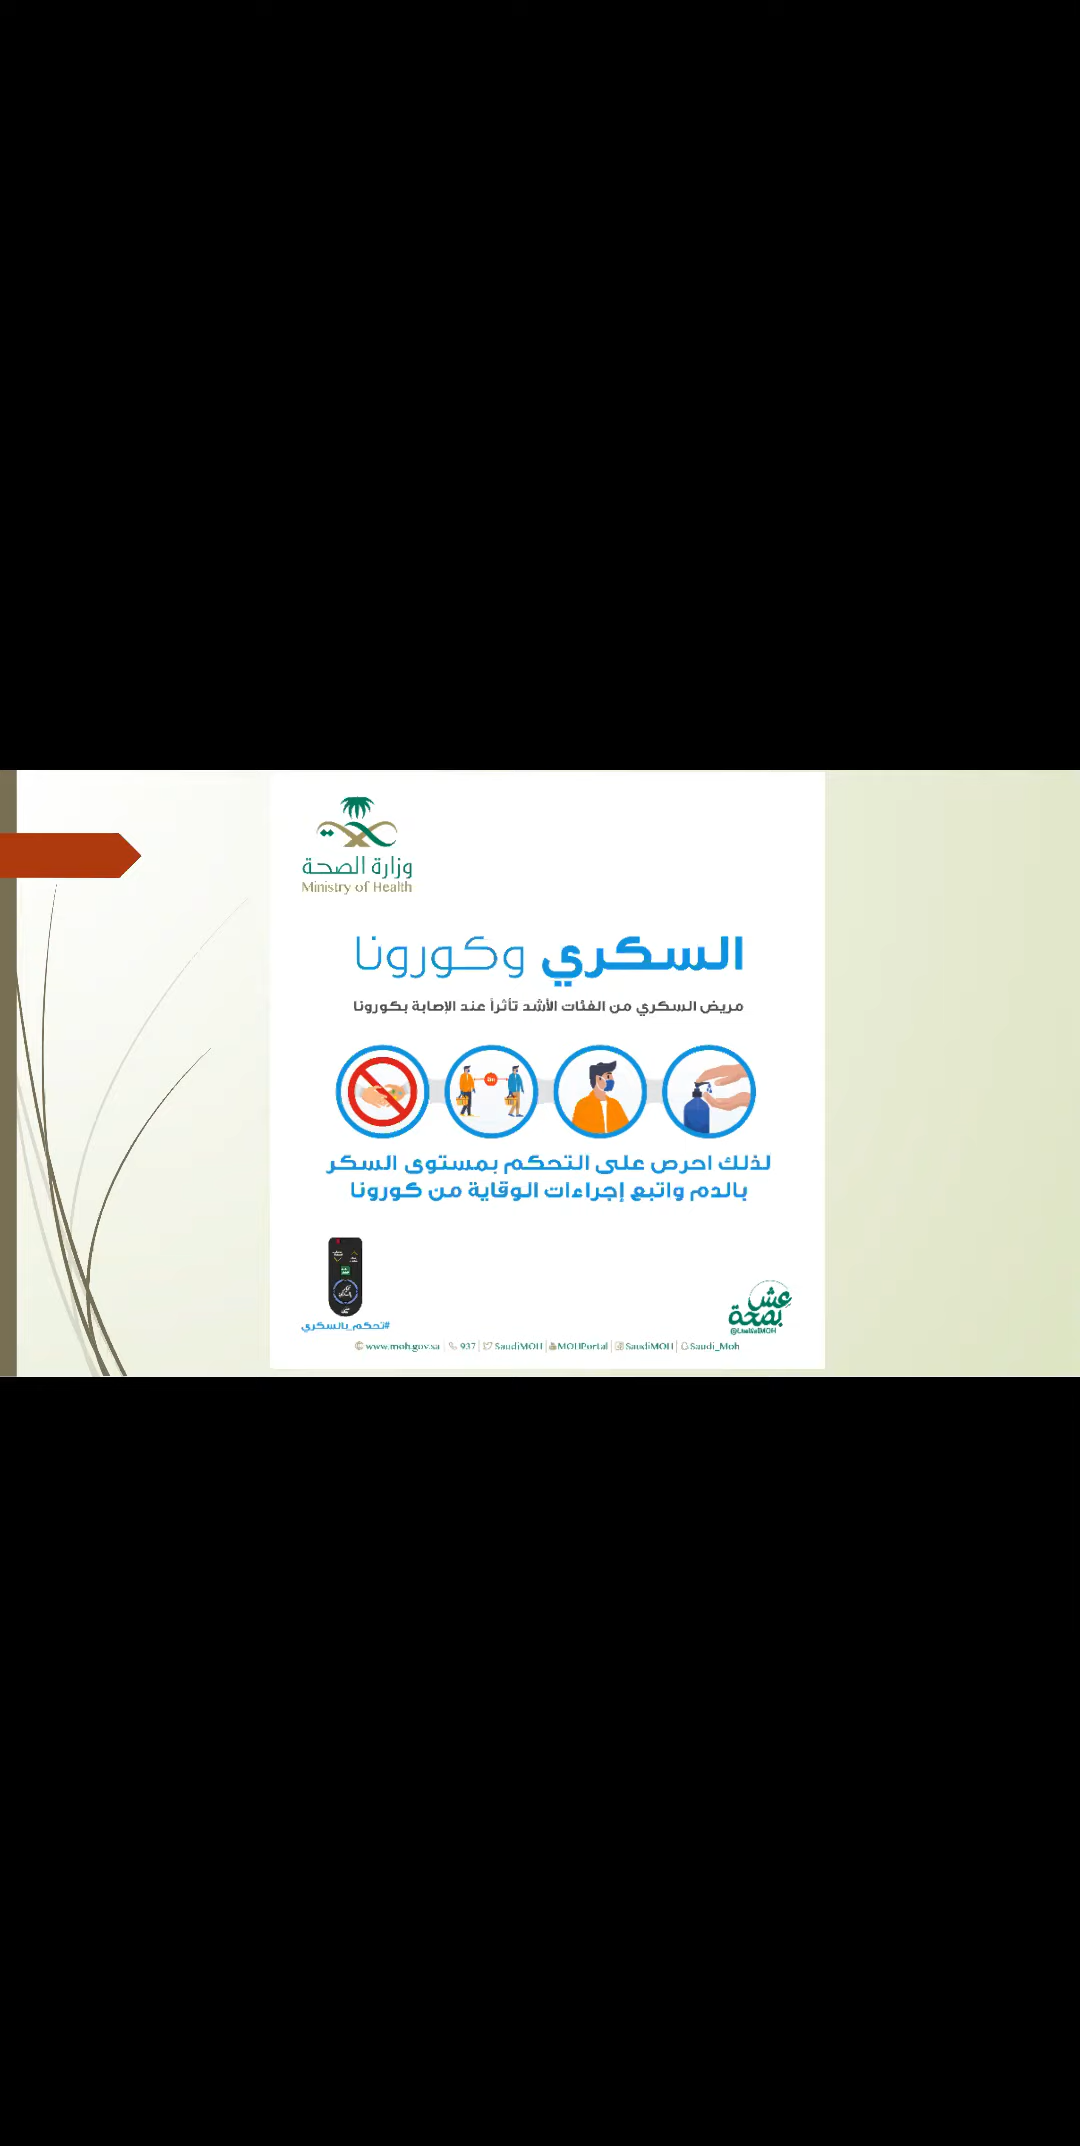 وزارة الصحة
Ministry of Health
السكري وكورونا
مريض السكري من الفئات الأشد تأثراً عند الإصابة بكورونا
لذلك احرص على التحكم بمستوى السكر
بالدم واتبع إجراءات الوقاية من كورونا
#تحكم_بالسكري
عش بصحة
@LiveWellMOH
www.moh.gov.sa | 937 | SaudiMOH | MOHPortal | SaudiMOH | Saudi_Moh